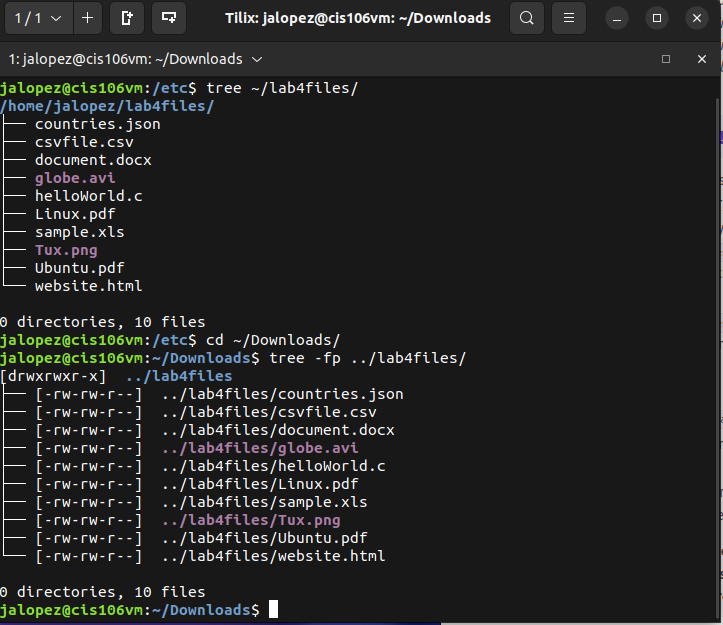 1 / 1
Tilix: jalopez@cis106vm: ~/Downloads
1: jalopez@cis106vm: ~/Downloads
jalopez@cis106vm:/etc$ tree ~/lab4files/
/home/jalopez/lab4files/
├── countries.json
├── csvfile.csv
├── document.docx
├── globe.avi
├── helloWorld.c
├── Linux.pdf
├── sample.xls
├── Tux.png
├── Ubuntu.pdf
└── website.html
0 directories, 10 files
jalopez@cis106vm:/etc$ cd ~/Downloads/
jalopez@cis106vm:~/Downloads$ tree -fp ../lab4files/
[drwxrwxr-x]  ../lab4files
├── [-rw-rw-r--]  ../lab4files/countries.json
├── [-rw-rw-r--]  ../lab4files/csvfile.csv
├── [-rw-rw-r--]  ../lab4files/document.docx
├── [-rw-rw-r--]  ../lab4files/globe.avi
├── [-rw-rw-r--]  ../lab4files/helloWorld.c
├── [-rw-rw-r--]  ../lab4files/Linux.pdf
├── [-rw-rw-r--]  ../lab4files/sample.xls
├── [-rw-rw-r--]  ../lab4files/Tux.png
├── [-rw-rw-r--]  ../lab4files/Ubuntu.pdf
└── [-rw-rw-r--]  ../lab4files/website.html
0 directories, 10 files
jalopez@cis106vm:~/Downloads$